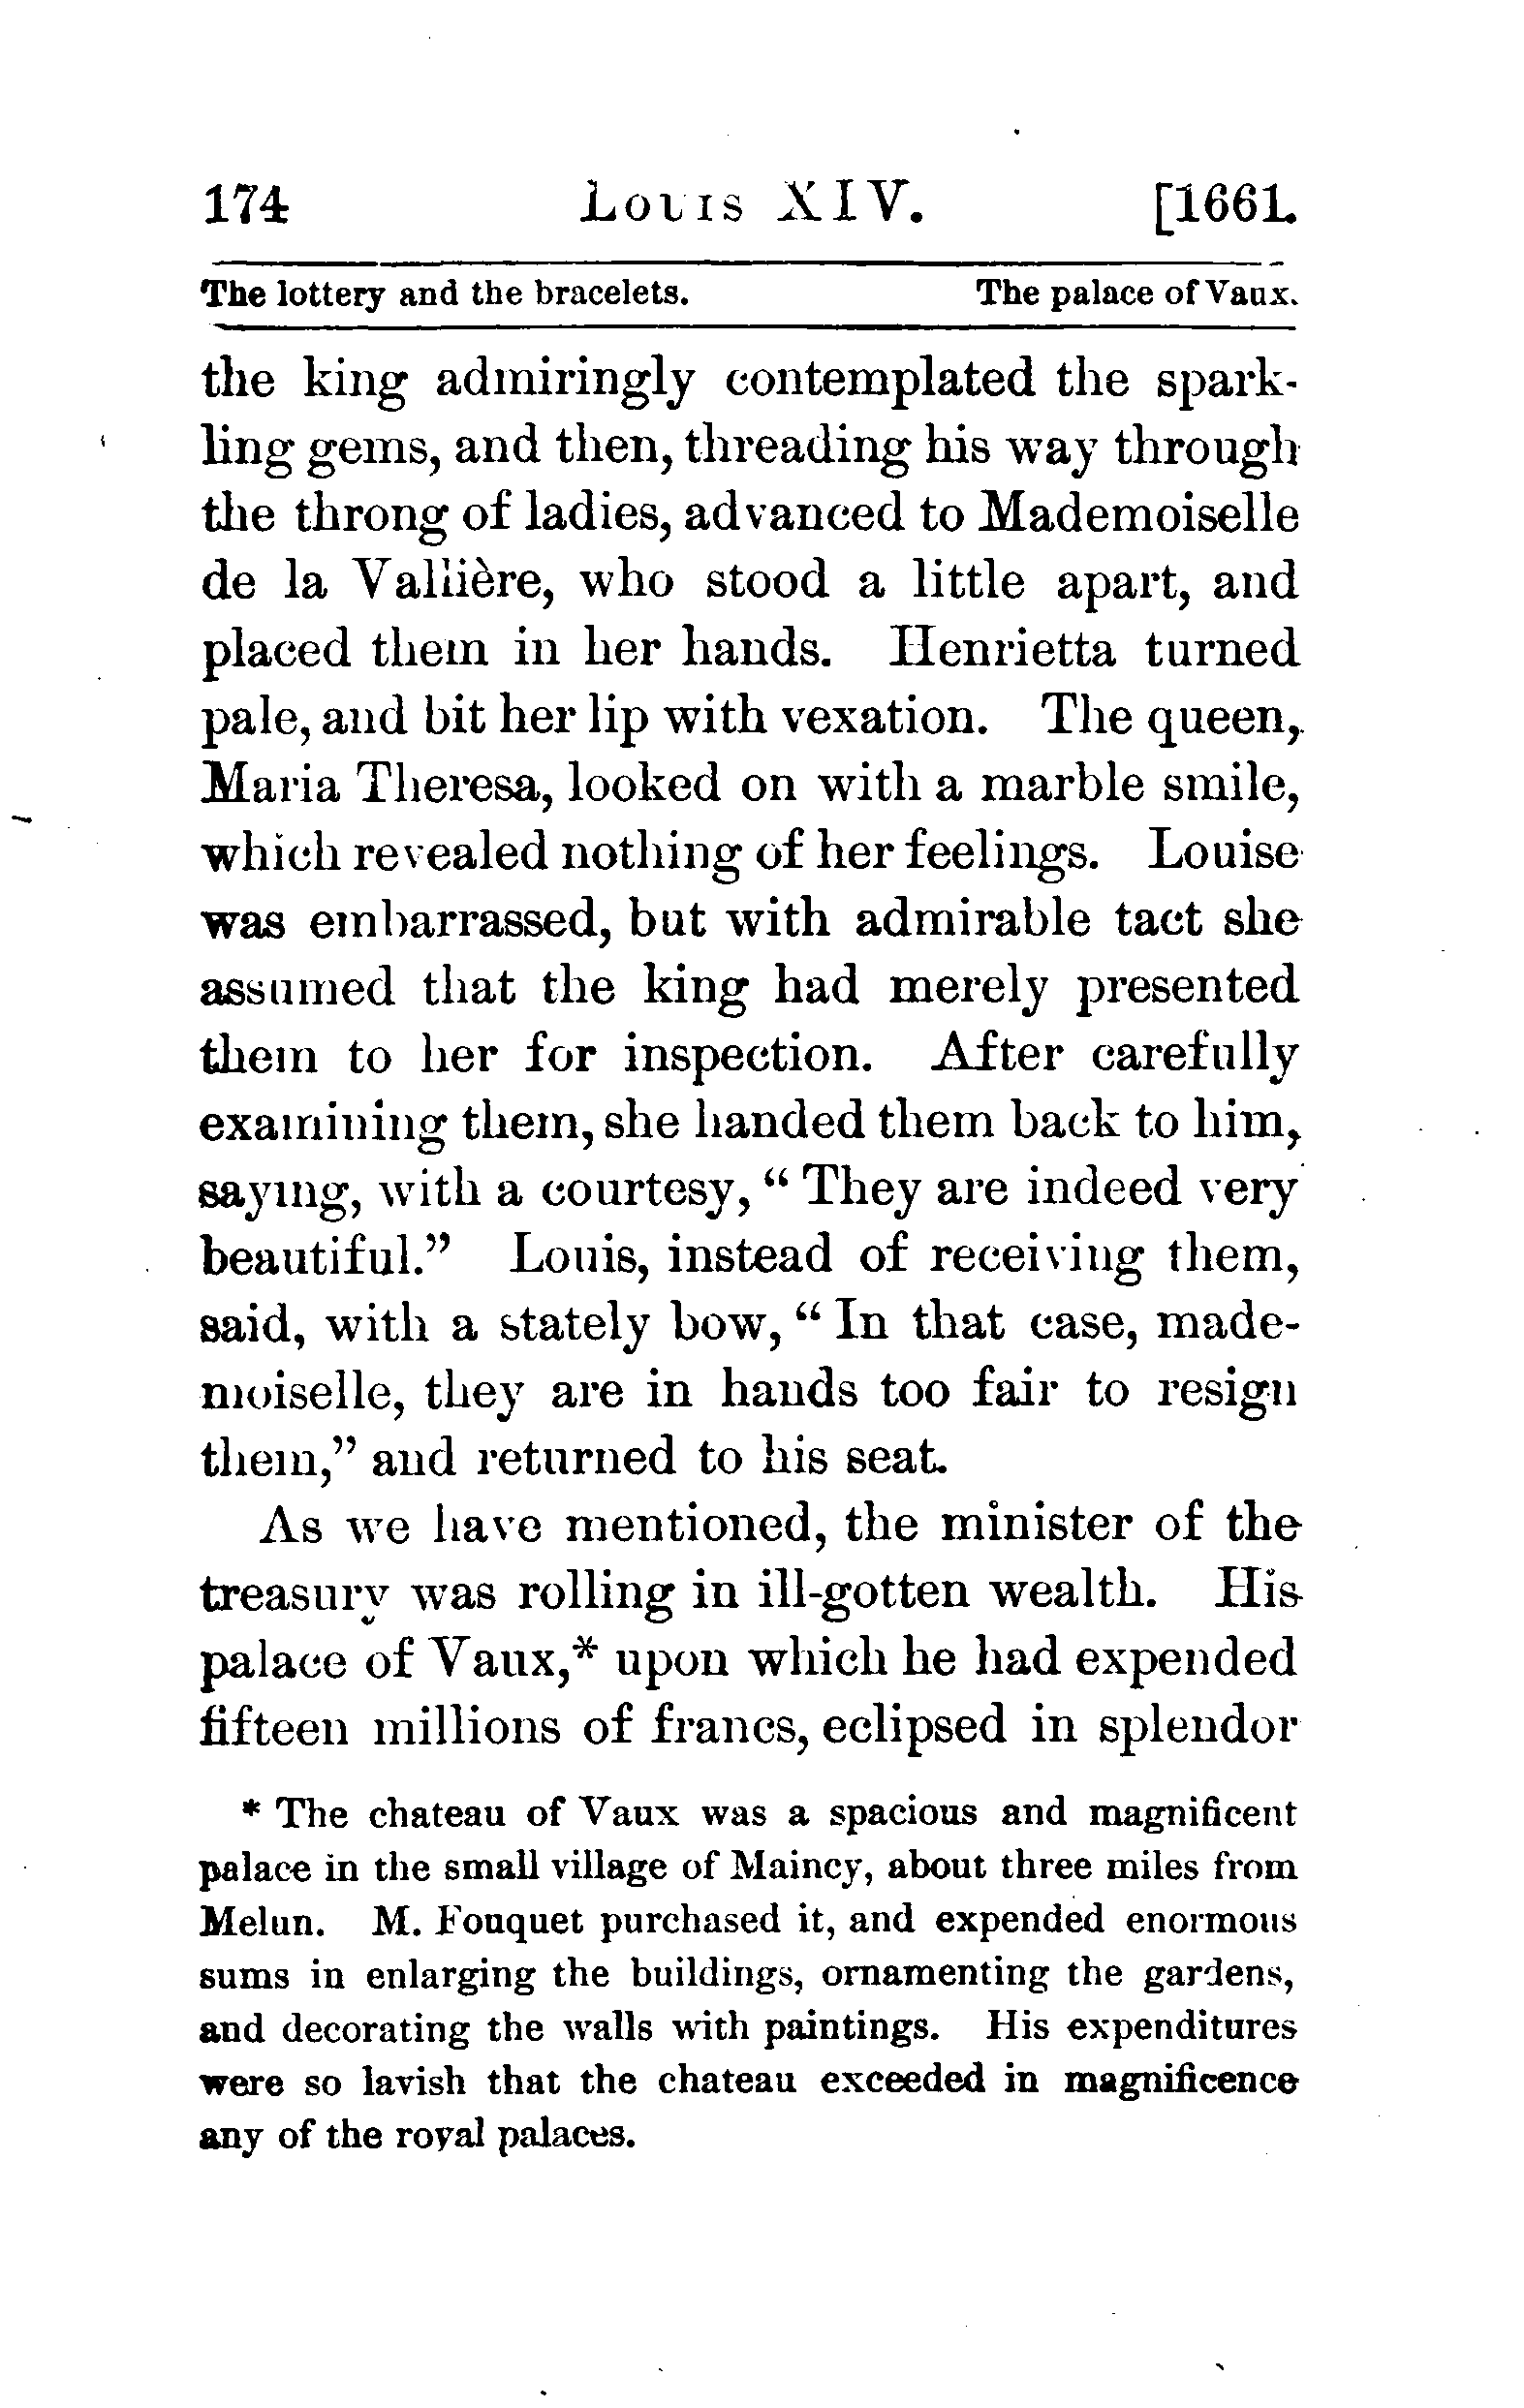 174 Louis XIV. [1661.
The lottery and the bracelets. The palace of Vaux.
the king admiringly contemplated the spark-
ling gems, and then, threading his way through
the throng of ladies, advanced to Mademoiselle
de la Vallière, who stood a little apart, and
placed them in her hands. Henrietta turned
pale, and bit her lip with vexation. The queen,
Maria Theresa, looked on with a marble smile,
which revealed nothing of her feelings. Louise
was embarrassed, but with admirable tact she
assumed that the king had merely presented
them to her for inspection. After carefully
examining them, she handed them back to him,
saying, with a courtesy, "They are indeed very
beautiful." Louis, instead of receiving them,
said, with a stately bow, "In that case, made-
moiselle, they are in hands too fair to resign
them," and returned to his seat.
As we have mentioned, the minister of the
treasury was rolling in ill-gotten wealth. His
palace of Vaux,* upon which he had expended
fifteen millions of francs, eclipsed in splendor
* The chateau of Vaux was a spacious and magnificent
palace in the small village of Maincy, about three miles from
Melun. M. Fouquet purchased it, and expended enormous
sums in enlarging the buildings, ornamenting the gardens,
and decorating the walls with paintings. His expenditures
were so lavish that the chateau exceeded in magnificence
any of the royal palaces.